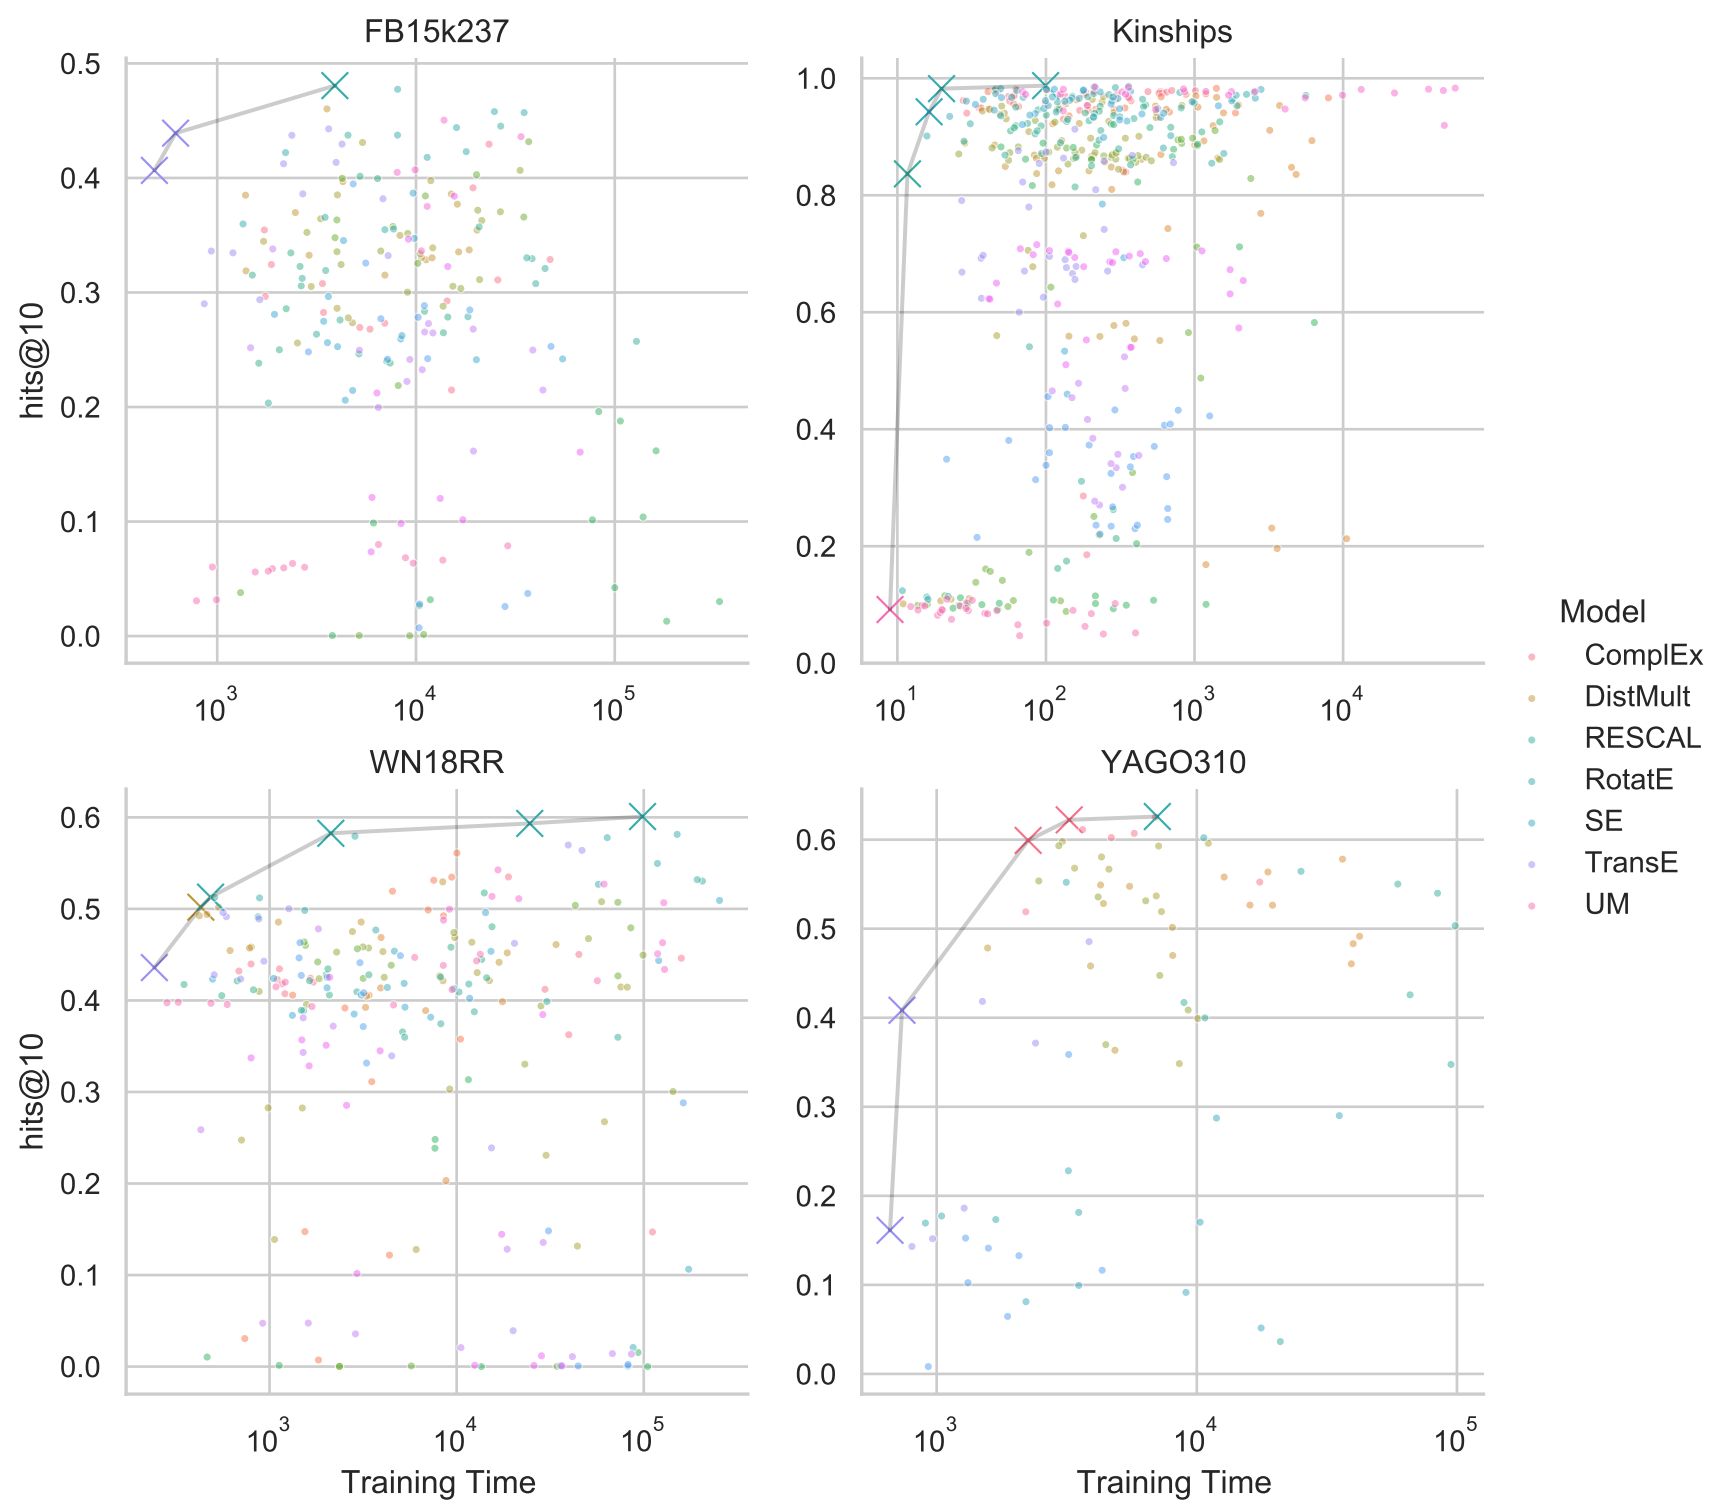 FB15k237
Kinships
0.5
0.4
0.3
0.2
0.1
0.0
hits@10
10^3
10^4
10^5
1.0
0.8
0.6
0.4
0.2
0.0
10^1
10^2
10^3
10^4
WN18RR
YAGO310
0.6
0.5
0.4
0.3
0.2
0.1
0.0
hits@10
10^3
10^4
10^5
Training Time
0.6
0.5
0.4
0.3
0.2
0.1
0.0
10^3
10^4
10^5
Training Time
Model
ComplEx
DistMult
RESCAL
RotatE
SE
TransE
UM